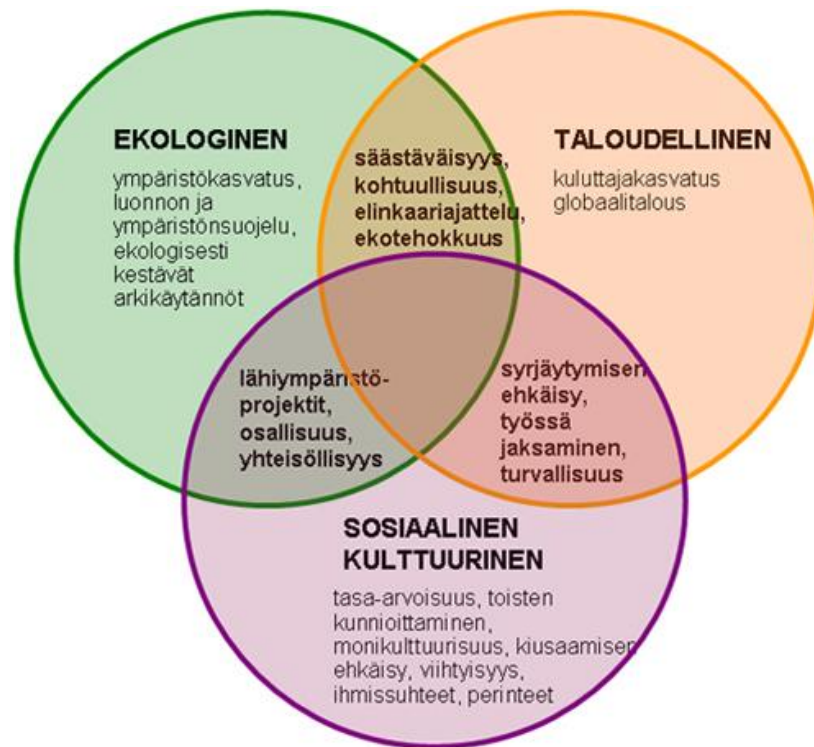 EKOLOGINEN
ympäristökasvatus,
luonnon ja
ympäristönsuojelu,
ekologisesti
kestävät
arkikäytännöt
säästäväisyys,
kohtuullisuus,
elinkaariajattelu,
ekotehokkuus
TALOUDELLINEN
kuluttajakasvatus
globaalitalous
lähiympäristö-
projektit,
osallisuus,
yhteisöllisyys
syrjäytymisen
ehkäisy,
työssä
jaksaminen,
turvallisuus
SOSIAALINEN
KULTTUURINEN
tasa-arvoisuus, toisten
kunnioittaminen,
monikulttuurisuus, kiusaamisen
ehkäisy, viihtyisyys,
ihmissuhteet, perinteet